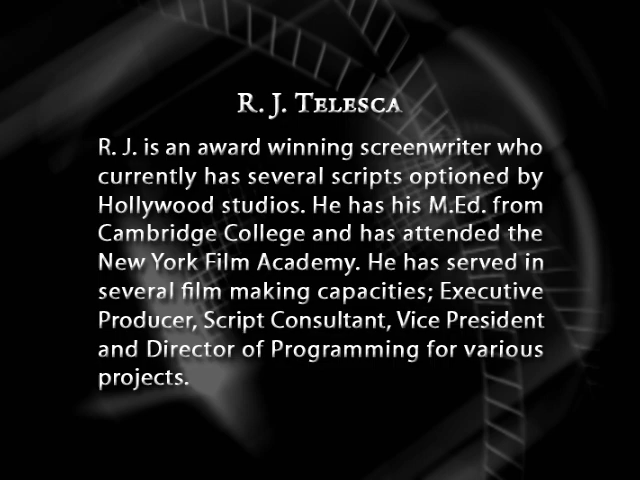 R. J. Telesca
R. J. is an award winning screenwriter who
currently has several scripts optioned by
Hollywood studios. He has his M.Ed. from
Cambridge College and has attended the
New York Film Academy. He has served in
several film making capacities; Executive
Producer, Script Consultant, Vice President
and Director of Programming for various
projects.